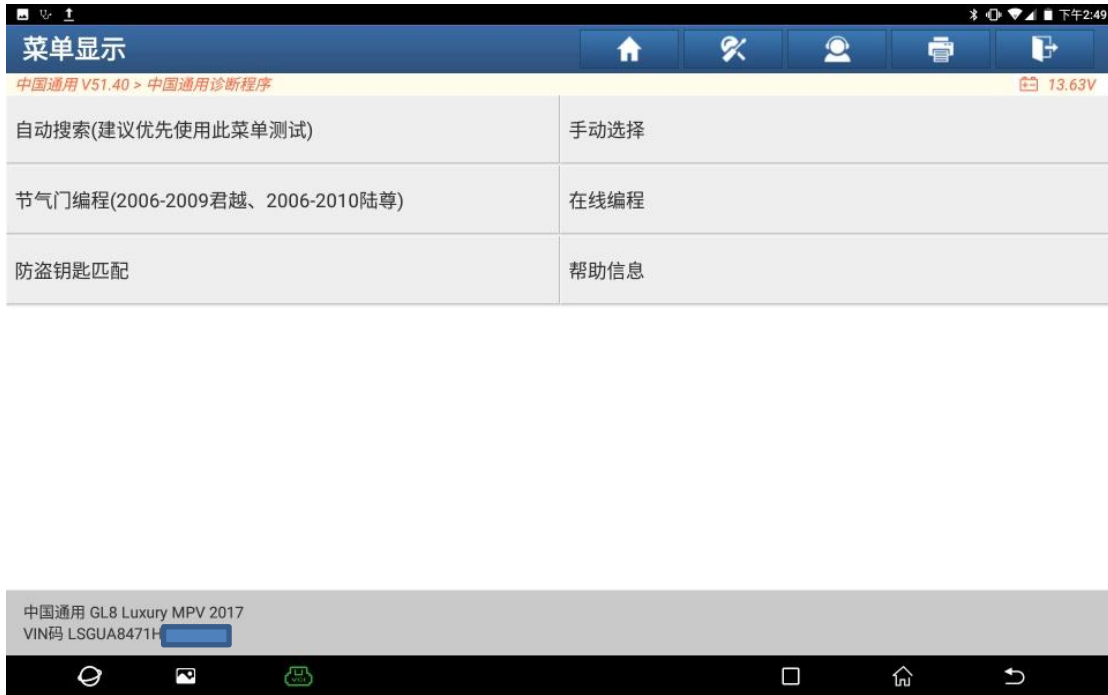 下午2:49
菜单显示
中国通用 V51.40 > 中国通用诊断程序
13.63V
自动搜索(建议优先使用此菜单测试)
手动选择
节气门编程(2006-2009君越、2006-2010陆尊)
在线编程
防盗钥匙匹配
帮助信息
中国通用 GL8 Luxury MPV 2017
VIN码 LSGUA8471H
VCI